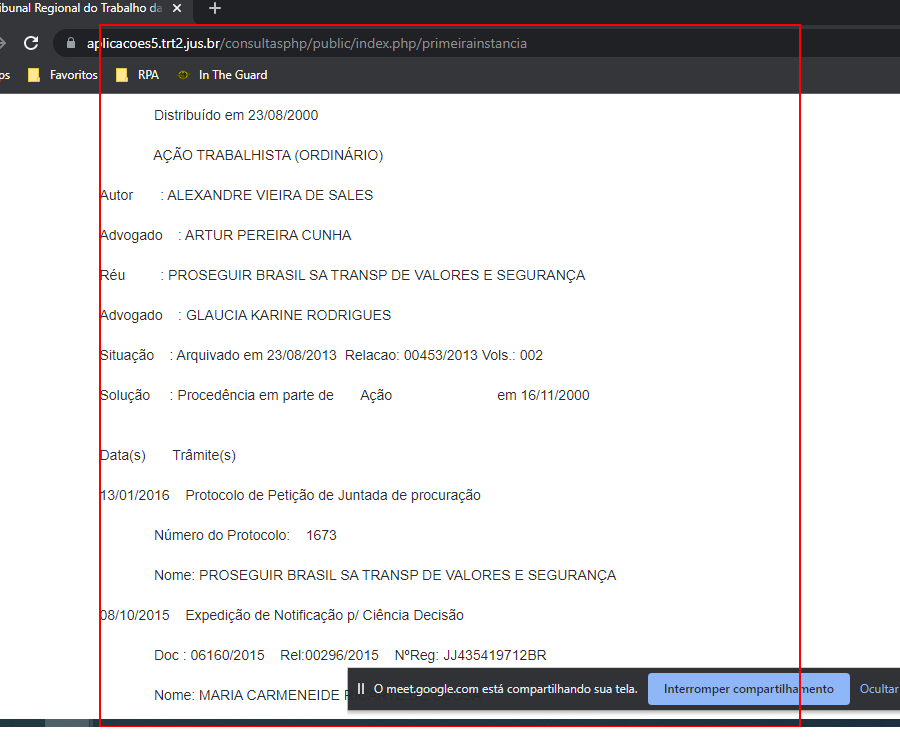 ibunal Regional do Trabalho da
aplicacoes5.trt2.jus.br/consultasphp/public/index.php/primeirainstancia
ps Favoritos RPA In The Guard
Distribuído em 23/08/2000
AÇÃO TRABALHISTA (ORDINÁRIO)
Autor : ALEXANDRE VIEIRA DE SALES
Advogado : ARTUR PEREIRA CUNHA
Réu : PROSEGUIR BRASIL SA TRANSP DE VALORES E SEGURANÇA
Advogado : GLAUCIA KARINE RODRIGUES
Situação : Arquivado em 23/08/2013 Relacao: 00453/2013 Vols.: 002
Solução : Procedência em parte de Ação em 16/11/2000
Data(s) Trâmite(s)
13/01/2016 Protocolo de Petição de Juntada de procuração
Número do Protocolo: 1673
Nome: PROSEGUIR BRASIL SA TRANSP DE VALORES E SEGURANÇA
08/10/2015 Expedição de Notificação p/ Ciência Decisão
Doc : 06160/2015 Rel:00296/2015 NºReg: JJ435419712BR
Nome: MARIA CARMENEIDE
O meet.google.com está compartilhando sua tela. Interromper compartilhamento Ocultar